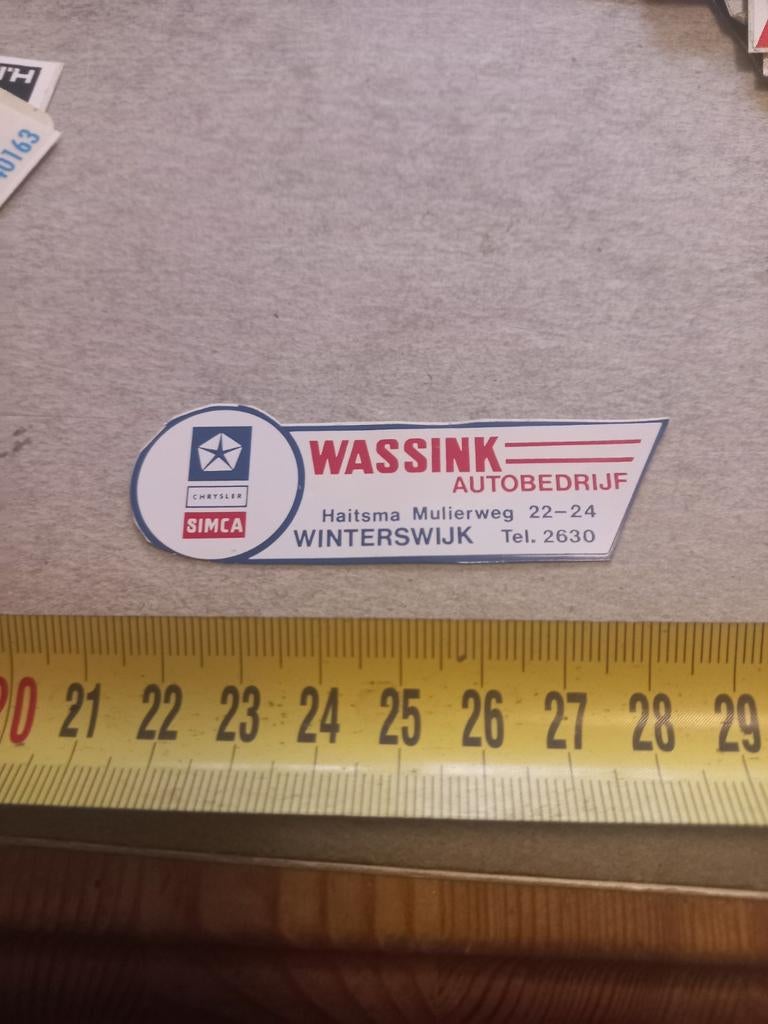 40163
CHRYSLER
SIMCA
WASSINK
AUTOBEDRIJF
Haitsma Mulierweg 22-24
WINTERSWIJK Tel. 2630
20 21 22 23 24 25 26 27 28 29